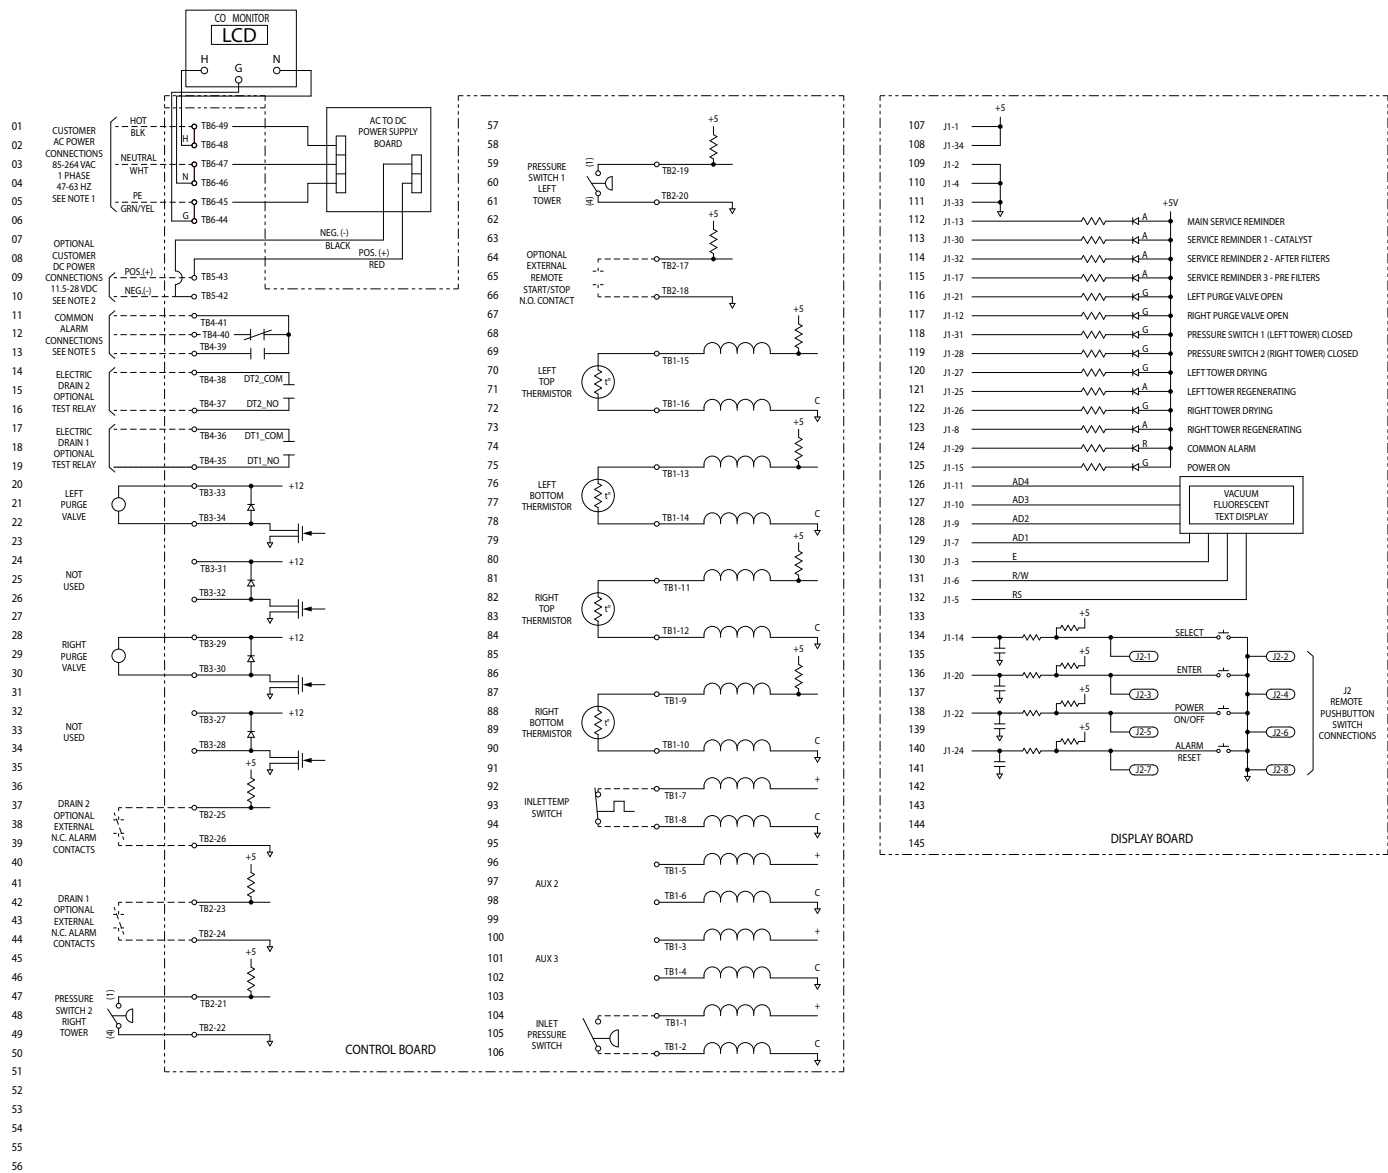 CO MONITOR
LCD
H
G
N
01
02
03
04
05
06
07
08
09
10
11
12
13
14
15
16
17
18
19
20
21
22
23
24
25
26
27
28
29
30
31
32
33
34
35
36
37
38
39
40
41
42
43
44
45
46
47
48
49
50
51
52
53
54
55
56
CUSTOMER
AC POWER
CONNECTIONS
85-264 VAC
1 PHASE
47-63 HZ
SEE NOTE 1
HOT
BLK
NEUTRAL
WHT
PE
GRN/YEL
H
N
G
TB6-49
TB6-48
TB6-47
TB6-46
TB6-45
TB6-44
AC TO DC
POWER SUPPLY
BOARD
NEG. (-)
BLACK
POS. (+)
RED
OPTIONAL
CUSTOMER
DC POWER
CONNECTIONS
11.5-28 VDC
SEE NOTE 2
POS.(+)
NEG.(-)
TB5-43
TB5-42
COMMON
ALARM
CONNECTIONS
SEE NOTE 5
TB4-41
TB4-40
TB4-39
ELECTRIC
DRAIN 2
OPTIONAL
TEST RELAY
TB4-38
DT2_COM
TB4-37
DT2_NO
ELECTRIC
DRAIN 1
OPTIONAL
TEST RELAY
TB4-36
DT1_COM
TB4-35
DT1_NO
LEFT
PURGE
VALVE
TB3-33
+12
TB3-34
NOT
USED
TB3-31
+12
TB3-32
RIGHT
PURGE
VALVE
TB3-29
+12
TB3-30
NOT
USED
TB3-27
+12
TB3-28
+5
DRAIN 2
OPTIONAL
EXTERNAL
N.C. ALARM
CONTACTS
TB2-25
TB2-26
+5
DRAIN 1
OPTIONAL
EXTERNAL
N.C. ALARM
CONTACTS
TB2-23
TB2-24
+5
PRESSURE
SWITCH 2
RIGHT
TOWER
(1)
(4)
TB2-21
TB2-22
CONTROL BOARD
57
58
59
60
61
62
63
64
65
66
67
68
69
70
71
72
73
74
75
76
77
78
79
80
81
82
83
84
85
86
87
88
89
90
91
92
93
94
95
96
97
98
99
100
101
102
103
104
105
106
+5
PRESSURE
SWITCH 1
LEFT
TOWER
(1)
(4)
TB2-19
TB2-20
+5
OPTIONAL
EXTERNAL
REMOTE
START/STOP
N.O. CONTACT
TB2-17
TB2-18
+5
LEFT
TOP
THERMISTOR
t°
TB1-15
TB1-16
C
+5
LEFT
BOTTOM
THERMISTOR
t°
TB1-13
TB1-14
C
+5
RIGHT
TOP
THERMISTOR
t°
TB1-11
TB1-12
C
+5
RIGHT
BOTTOM
THERMISTOR
t°
TB1-9
TB1-10
C
INLET TEMP
SWITCH
TB1-7
+
TB1-8
C
AUX 2
TB1-5
+
TB1-6
C
AUX 3
TB1-3
+
TB1-4
C
INLET
PRESSURE
SWITCH
TB1-1
+
TB1-2
C
+5
107 J1-1
108 J1-34
109 J1-2
110 J1-4
111 J1-33
+5V
112 J1-13 A MAIN SERVICE REMINDER
113 J1-30 A SERVICE REMINDER 1 - CATALYST
114 J1-32 A SERVICE REMINDER 2 - AFTER FILTERS
115 J1-17 A SERVICE REMINDER 3 - PRE FILTERS
116 J1-21 G LEFT PURGE VALVE OPEN
117 J1-12 G RIGHT PURGE VALVE OPEN
118 J1-31 G PRESSURE SWITCH 1 (LEFT TOWER) CLOSED
119 J1-28 G PRESSURE SWITCH 2 (RIGHT TOWER) CLOSED
120 J1-27 G LEFT TOWER DRYING
121 J1-25 A LEFT TOWER REGENERATING
122 J1-26 G RIGHT TOWER DRYING
123 J1-8 A RIGHT TOWER REGENERATING
124 J1-29 R COMMON ALARM
125 J1-15 G POWER ON
126 J1-11 AD4
127 J1-10 AD3
128 J1-9 AD2
129 J1-7 AD1
130 J1-3 E
131 J1-6 R/W
132 J1-5 RS
VACUUM
FLUORESCENT
TEXT DISPLAY
133
+5
134 J1-14 SELECT
135 J2-1 J2-2
+5
136 J1-20 ENTER
137 J2-3 J2-4
+5
138 J1-22 POWER
ON/OFF
139 J2-5 J2-6
+5
140 J1-24 ALARM
RESET
141 J2-7 J2-8
J2
REMOTE
PUSHBUTTON
SWITCH
CONNECTIONS
142
143
144
145
DISPLAY BOARD